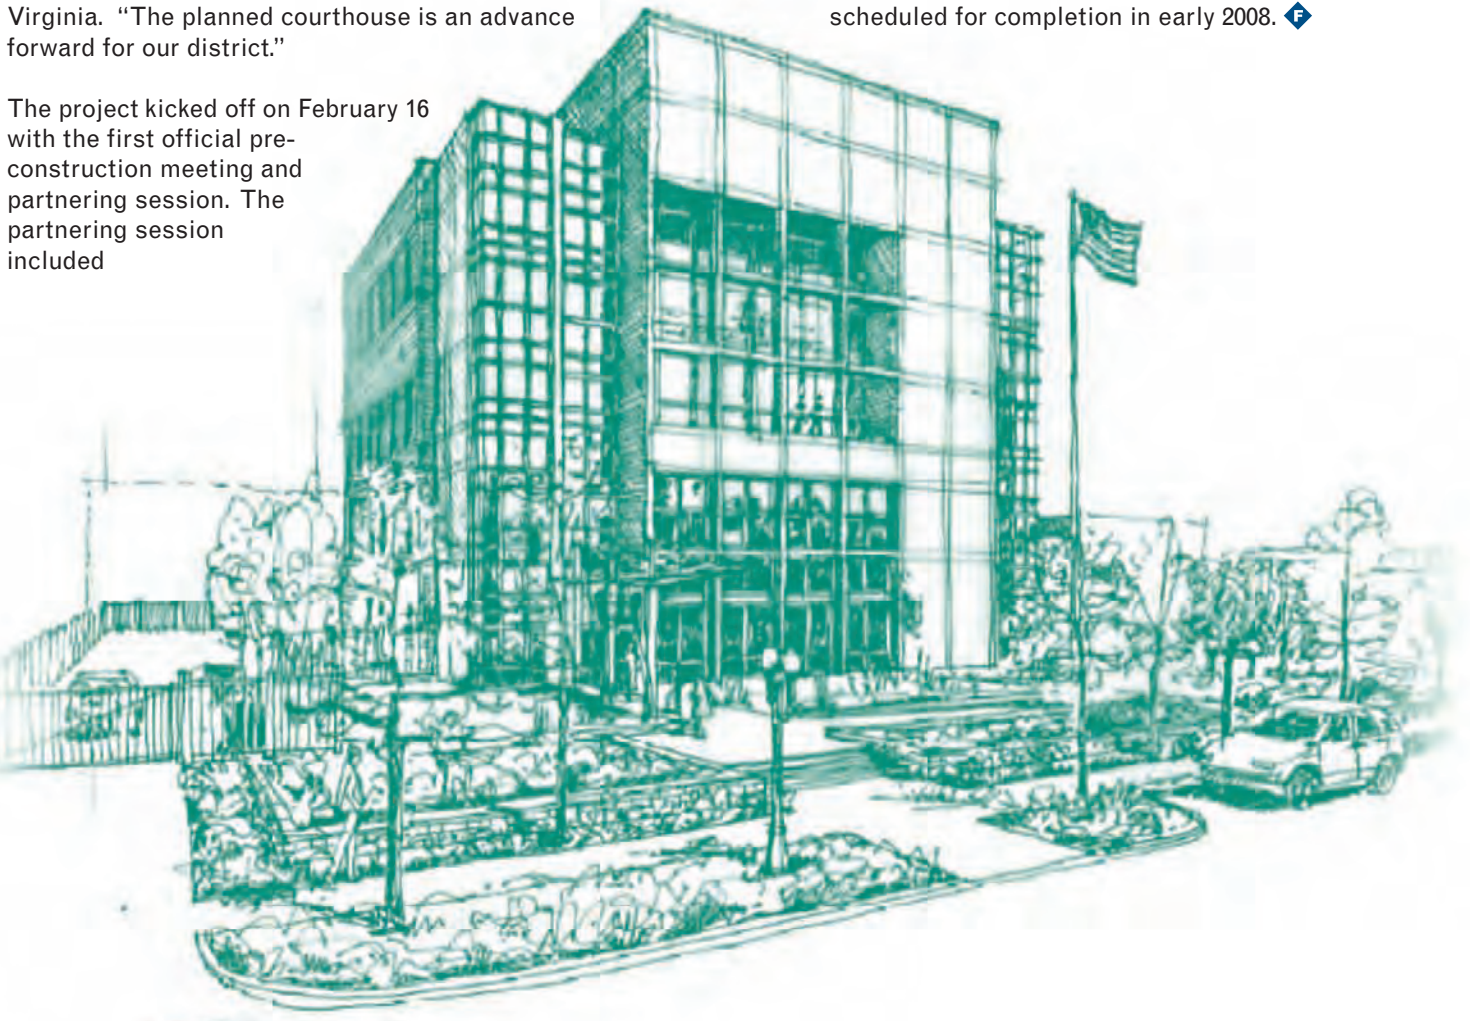 Virginia. “The planned courthouse is an advance
forward for our district.”
The project kicked off on February 16
with the first official pre-
construction meeting and
partnering session. The
partnering session
included
scheduled for completion in early 2008. F